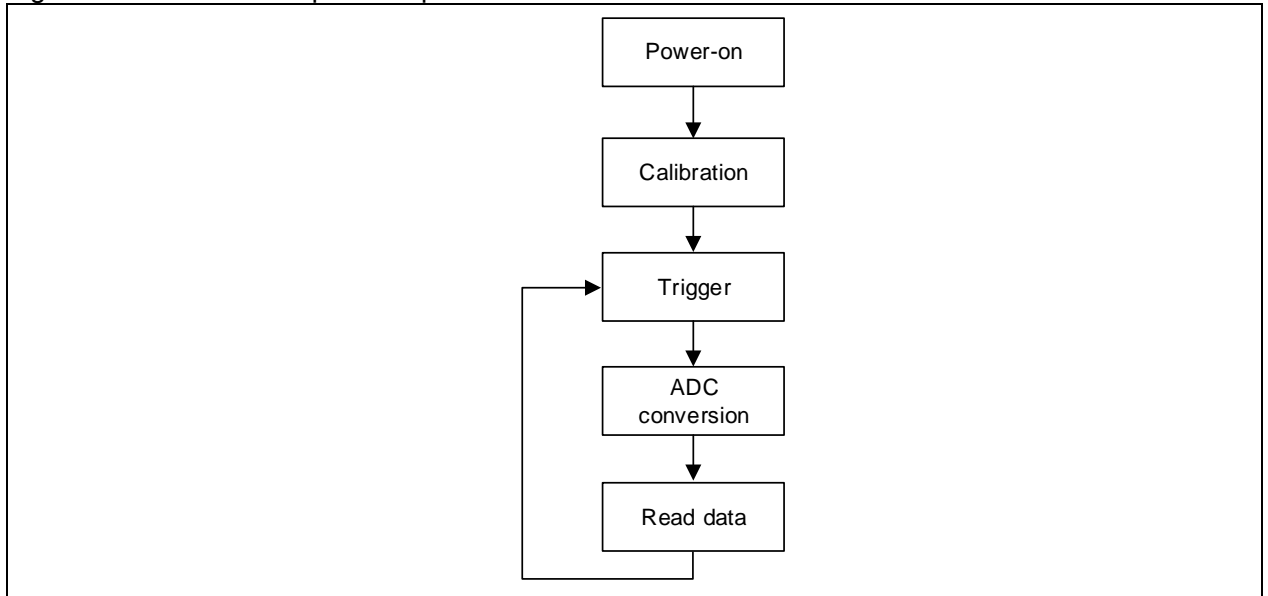 Power-on
Calibration
Trigger
ADC
conversion
Read data